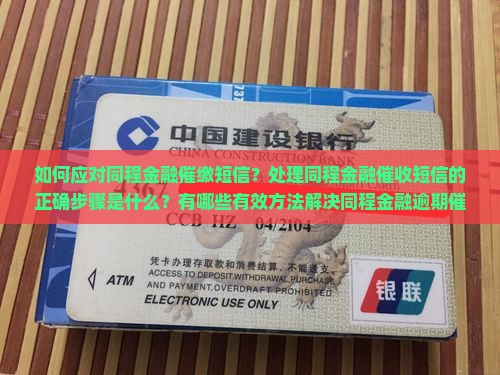 737
中国建设银行
CHINA CONSTRUCTION BANK
如何应对同程金融催缴短信？处理同程金融催收短信的
正确步骤是什么？有哪些有效方法解决同程金融逾期催
4367
CCB HZ 04/2104
凭卡办理存取款和消费结算，不能透支。
ACCESS TO DEPOSIT, WITHDRAWAL, PURCHASE
AND PAYMENT. OVERDRAFT PROHIBITED.
ATM
ELECTRONIC USE ONLY
银联